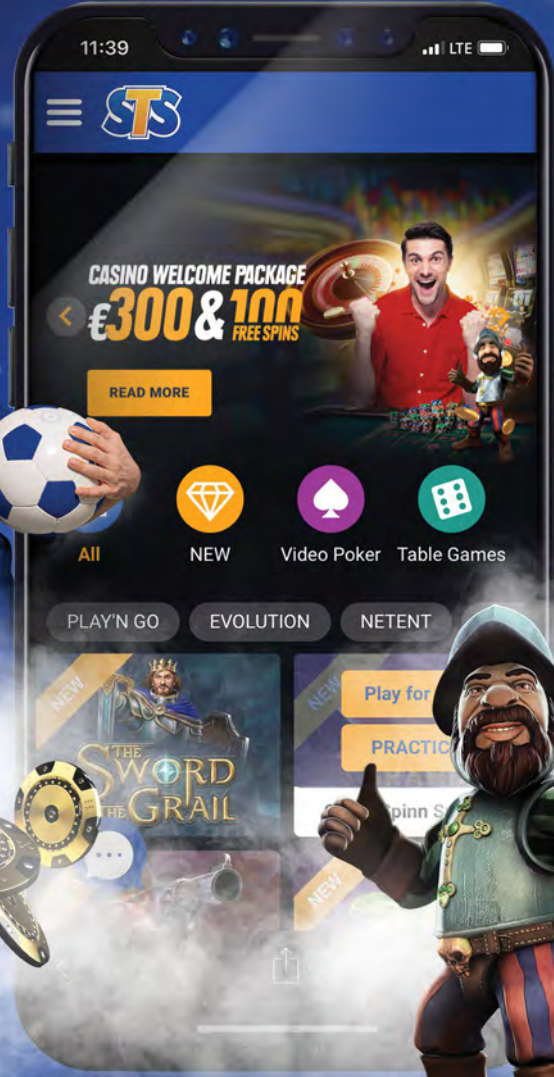 11:39
LTE
STS
CASINO WELCOME PACKAGE
€300 & 100
FREE SPINS
READ MORE
All
NEW
Video Poker
Table Games
PLAY'N GO
EVOLUTION
NETENT
NEW
THE
SWORD
THE GRAIL
NEW
Play for
NEW